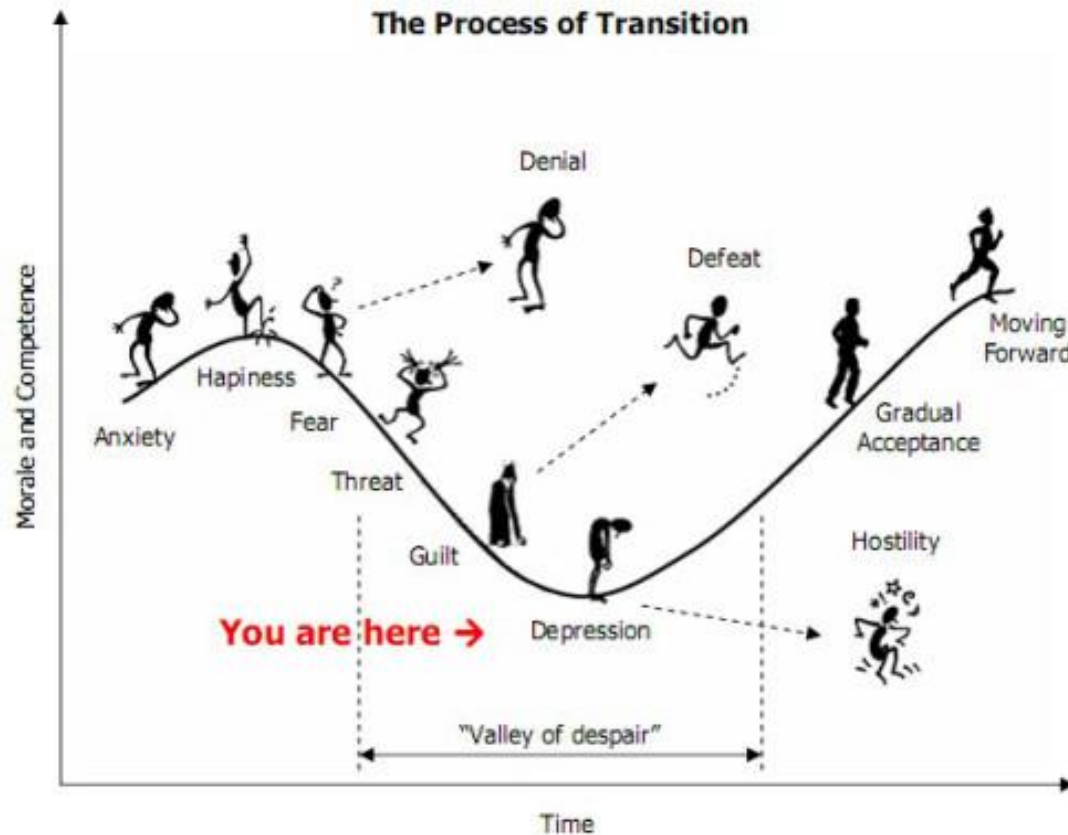 The Process of Transition
Denial
Defeat
Moving
Forward
Hapiness
Gradual
Acceptance
Anxiety
Fear
Threat
Guilt
Hostility
You are here →
Depression
"Valley of despair"
Morale and Competence
Time